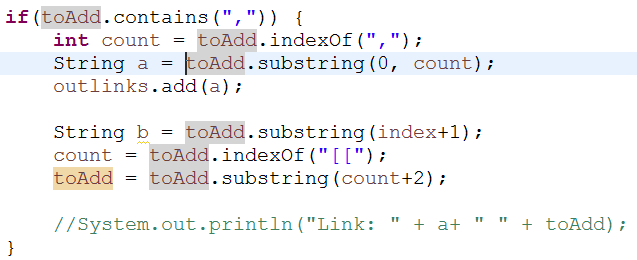 if(toAdd.contains(",")) {
int count = toAdd.indexOf(",");
String a = toAdd.substring(0, count);
outlinks.add(a);
String b = toAdd.substring(index+1);
count = toAdd.indexOf("[[");
toAdd = toAdd.substring(count+2);
//System.out.println("Link: " + a+ " " + toAdd);
}